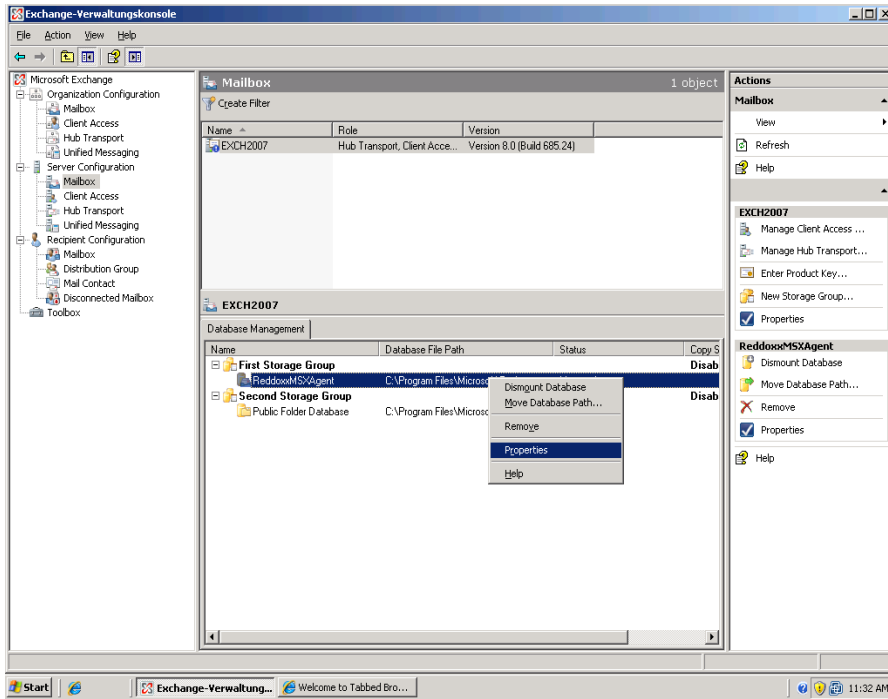 Exchange-Verwaltungskonsole
File Action View Help
Microsoft Exchange
Organization Configuration
Mailbox
Client Access
Hub Transport
Unified Messaging
Server Configuration
Mailbox
Client Access
Hub Transport
Unified Messaging
Recipient Configuration
Mailbox
Distribution Group
Mail Contact
Disconnected Mailbox
Toolbox
Mailbox 1 object
Create Filter
Name Role Version
EXCH2007 Hub Transport, Client Acce... Version 8.0 (Build 685.24)
EXCH2007
Database Management
Name Database File Path Status Copy S
First Storage Group Disab
ReddoxxMSXAgent C:\Program Files\Microso
Second Storage Group Disab
Public Folder Database C:\Program Files\Microso
Dismount Database
Move Database Path...
Remove
Properties
Help
Actions
Mailbox
View
Refresh
Help
EXCH2007
Manage Client Access ...
Manage Hub Transport...
Enter Product Key...
New Storage Group...
Properties
ReddoxxMSXAgent
Dismount Database
Move Database Path...
Remove
Properties
Help
Start Exchange-Verwaltung... Welcome to Tabbed Bro... 11:32 AM